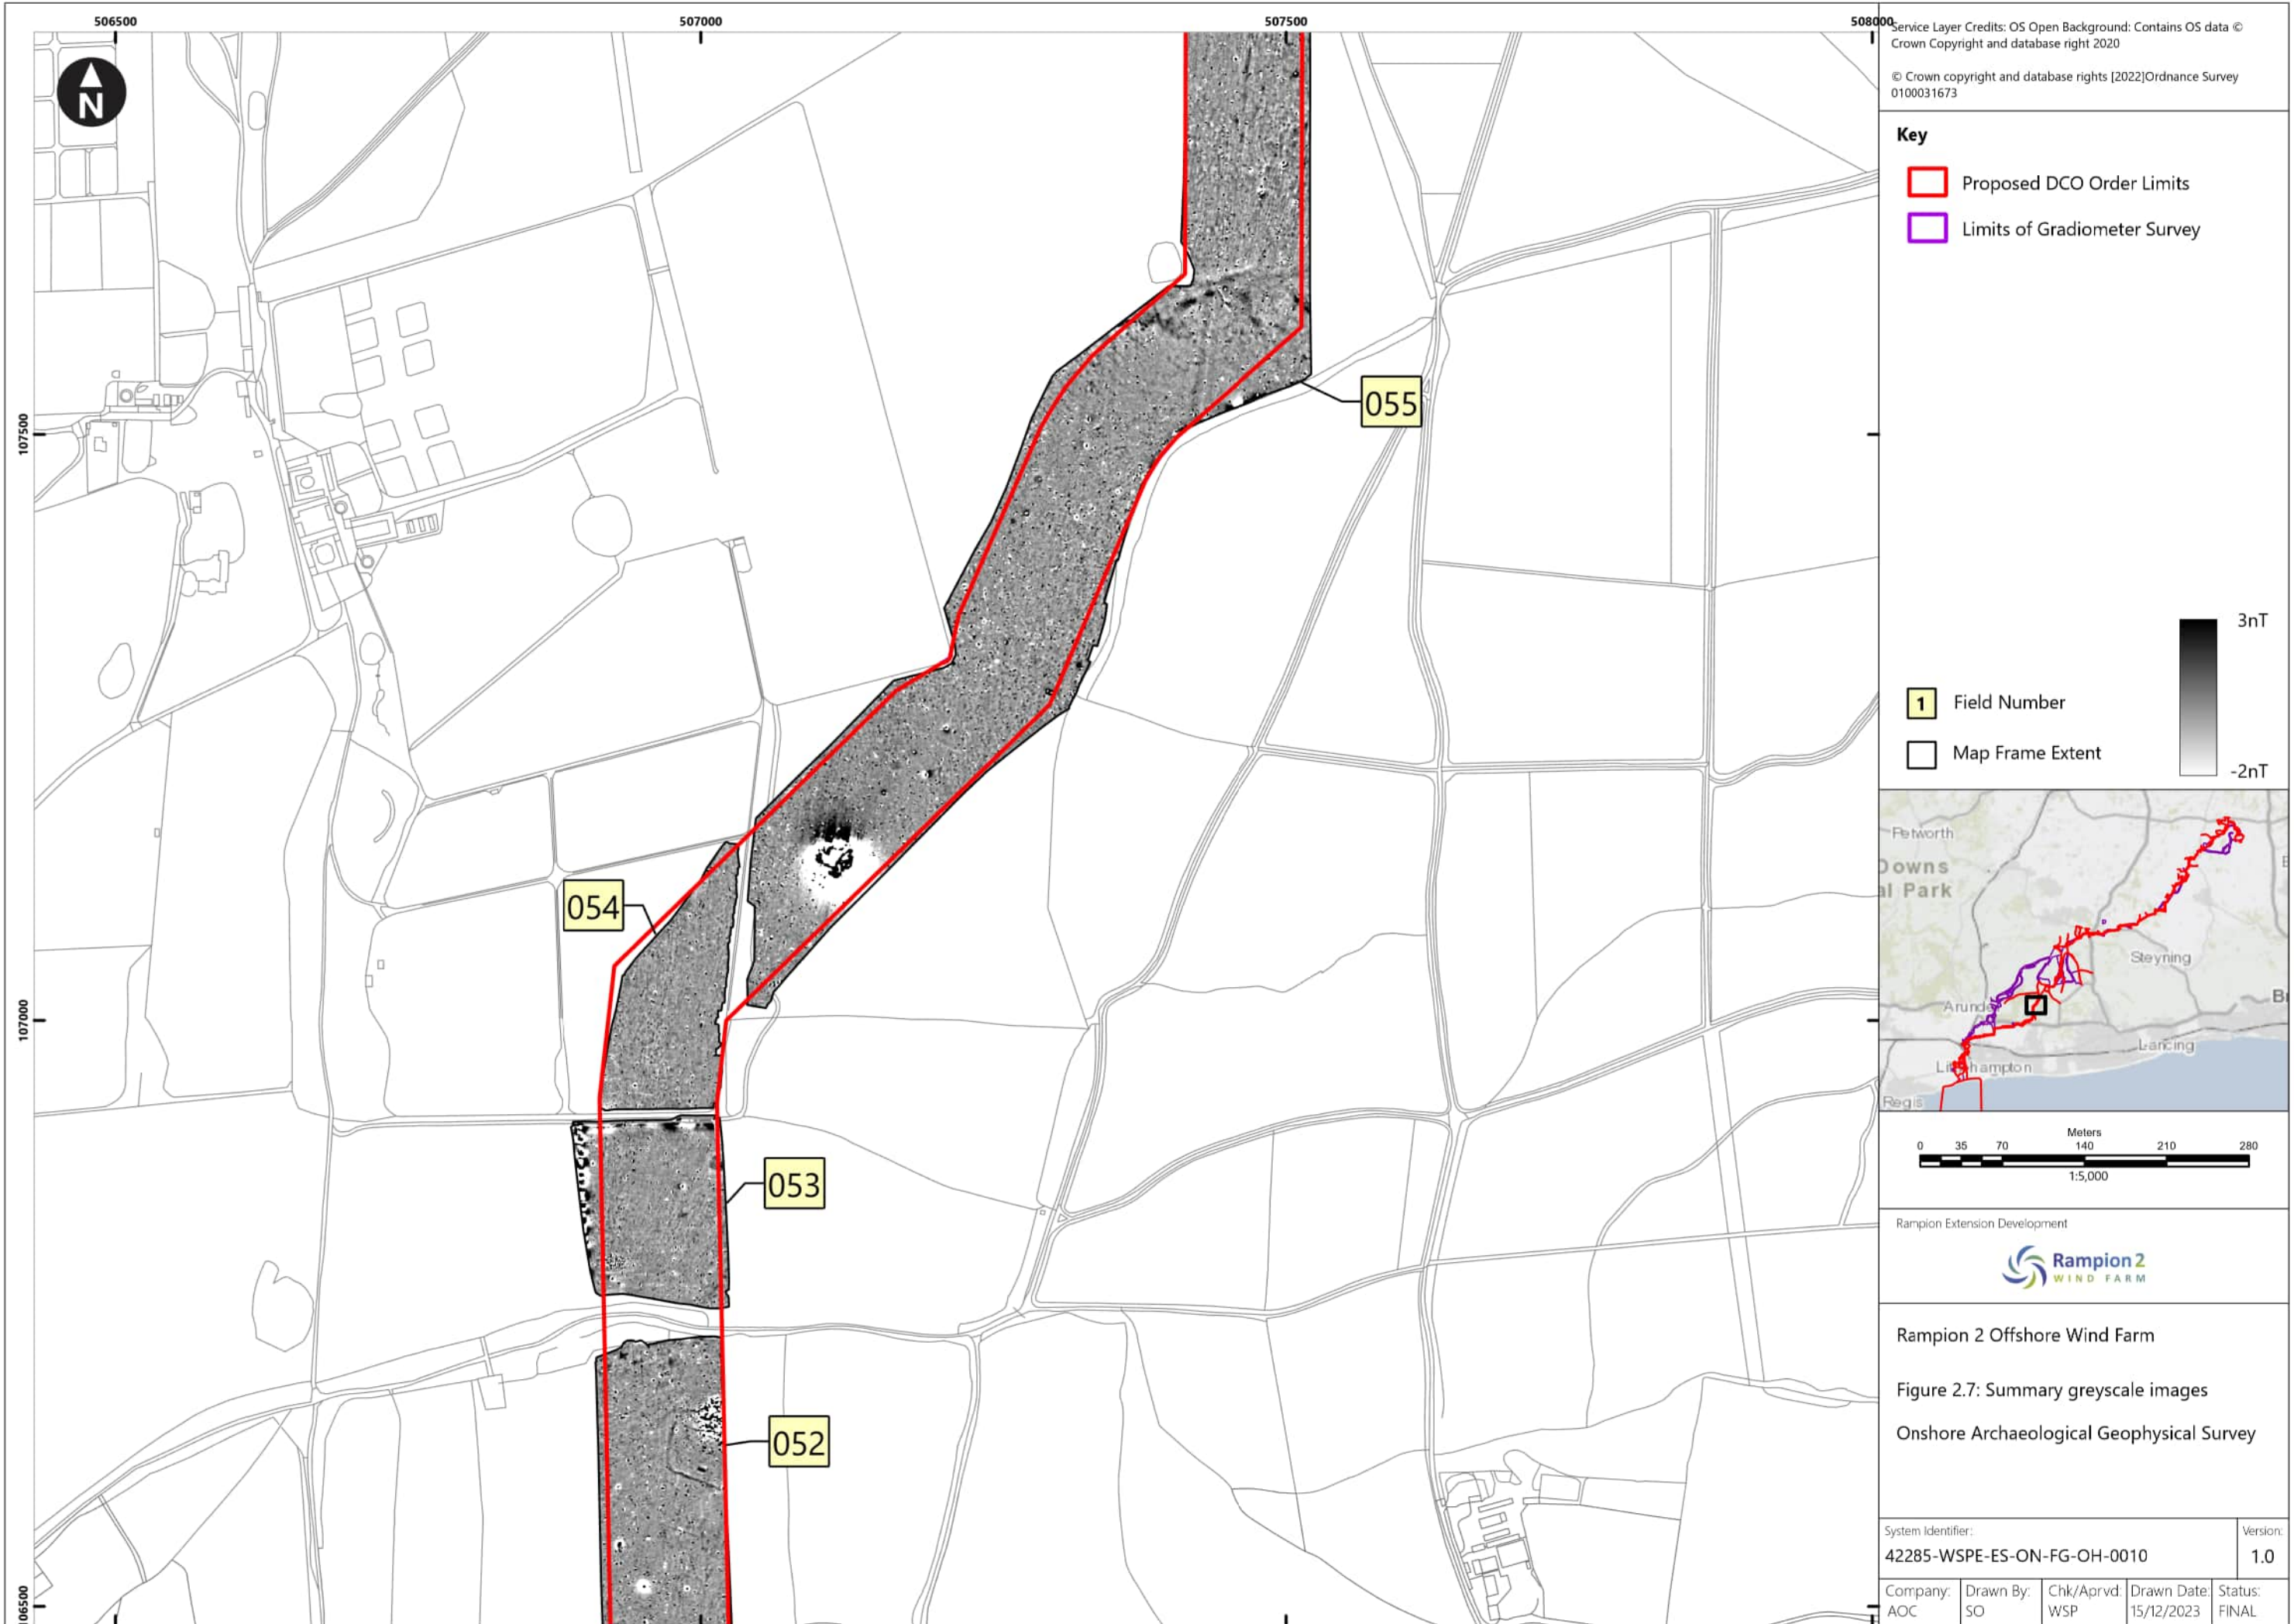 506500
507000
507500
508000
107500
107000
106500
N
055
054
053
052
Service Layer Credits: OS Open Background: Contains OS data ©
Crown Copyright and database right 2020
© Crown copyright and database rights [2022]Ordnance Survey
0100031673
Key
Proposed DCO Order Limits
Limits of Gradiometer Survey
3nT
1 Field Number
Map Frame Extent
-2nT
Petworth
Downs
al Park
Steyning
Arunde
Lancing
Regis
Meters
0 35 70 140 210 280
1:5,000
Rampion Extension Development
Rampion 2
WIND FARM
Rampion 2 Offshore Wind Farm
Figure 2.7: Summary greyscale images
Onshore Archaeological Geophysical Survey
System Identifier:
42285-WSPE-ES-ON-FG-OH-0010
Version:
1.0
Company:
AOC
Drawn By:
SO
Chk/Aprvd:
WSP
Drawn Date:
15/12/2023
Status:
FINAL